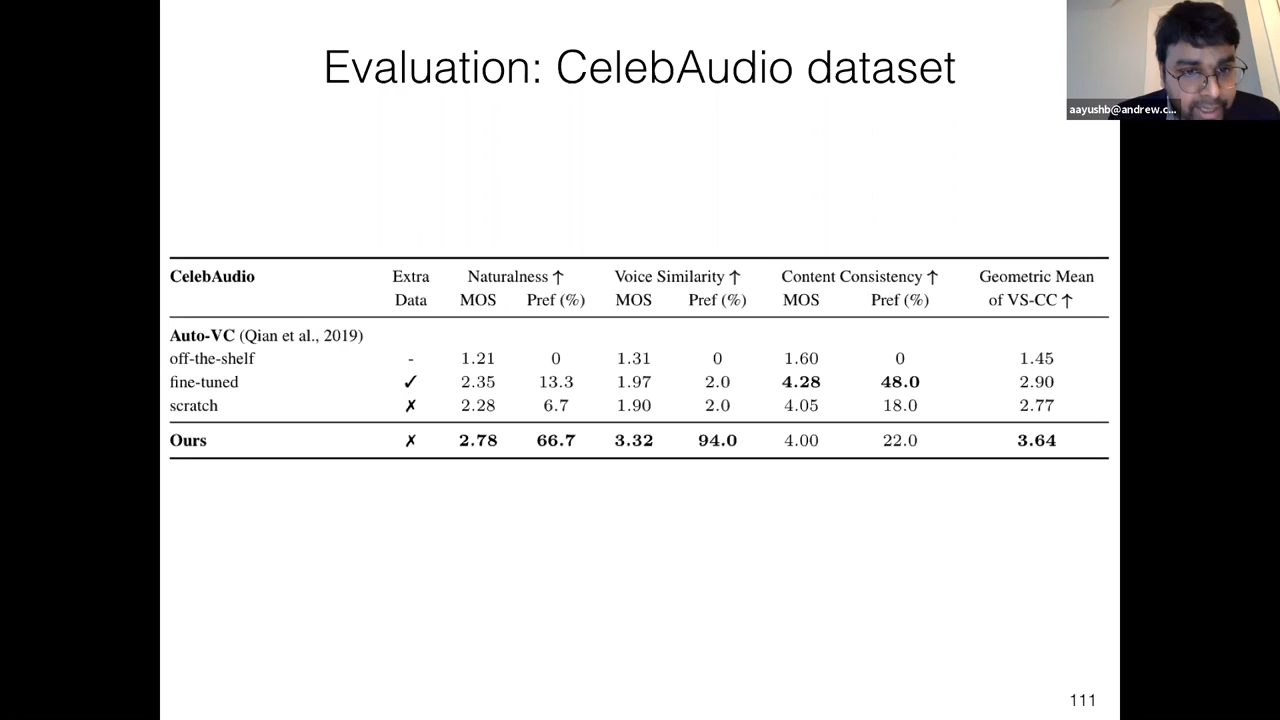 Evaluation: CelebAudio dataset
aayushb@andrew.c...
CelebAudio Extra Naturalness ↑ Voice Similarity ↑ Content Consistency ↑ Geometric Mean
Data MOS Pref (%) MOS Pref (%) MOS Pref (%) of VS-CC ↑
Auto-VC (Qian et al., 2019)
off-the-shelf - 1.21 0 1.31 0 1.60 0 1.45
fine-tuned ✓ 2.35 13.3 1.97 2.0 4.28 48.0 2.90
scratch ✗ 2.28 6.7 1.90 2.0 4.05 18.0 2.77
Ours ✗ 2.78 66.7 3.32 94.0 4.00 22.0 3.64
111